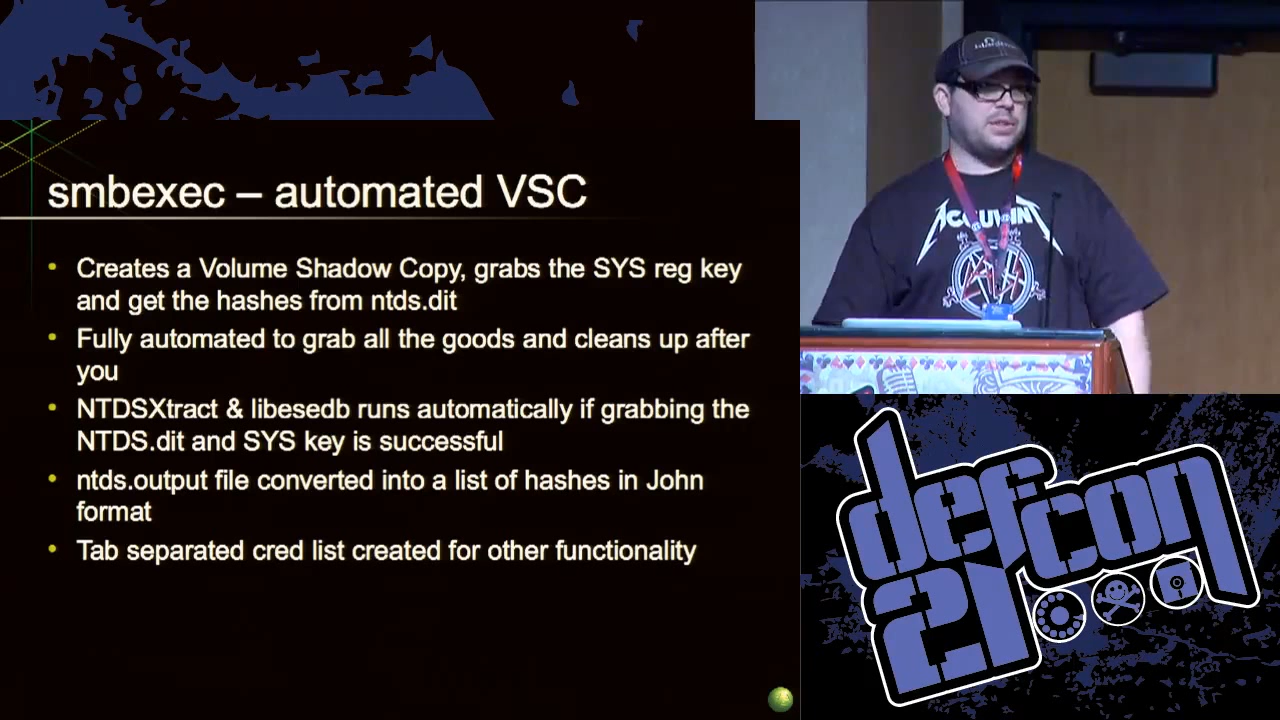 smbexec – automated VSC
• Creates a Volume Shadow Copy, grabs the SYS reg key
and get the hashes from ntds.dit
• Fully automated to grab all the goods and cleans up after
you
• NTDSXtract & libesedb runs automatically if grabbing the
NTDS.dit and SYS key is successful
• ntds.output file converted into a list of hashes in John
format
• Tab separated cred list created for other functionality
ACCUVANT
defcon
21